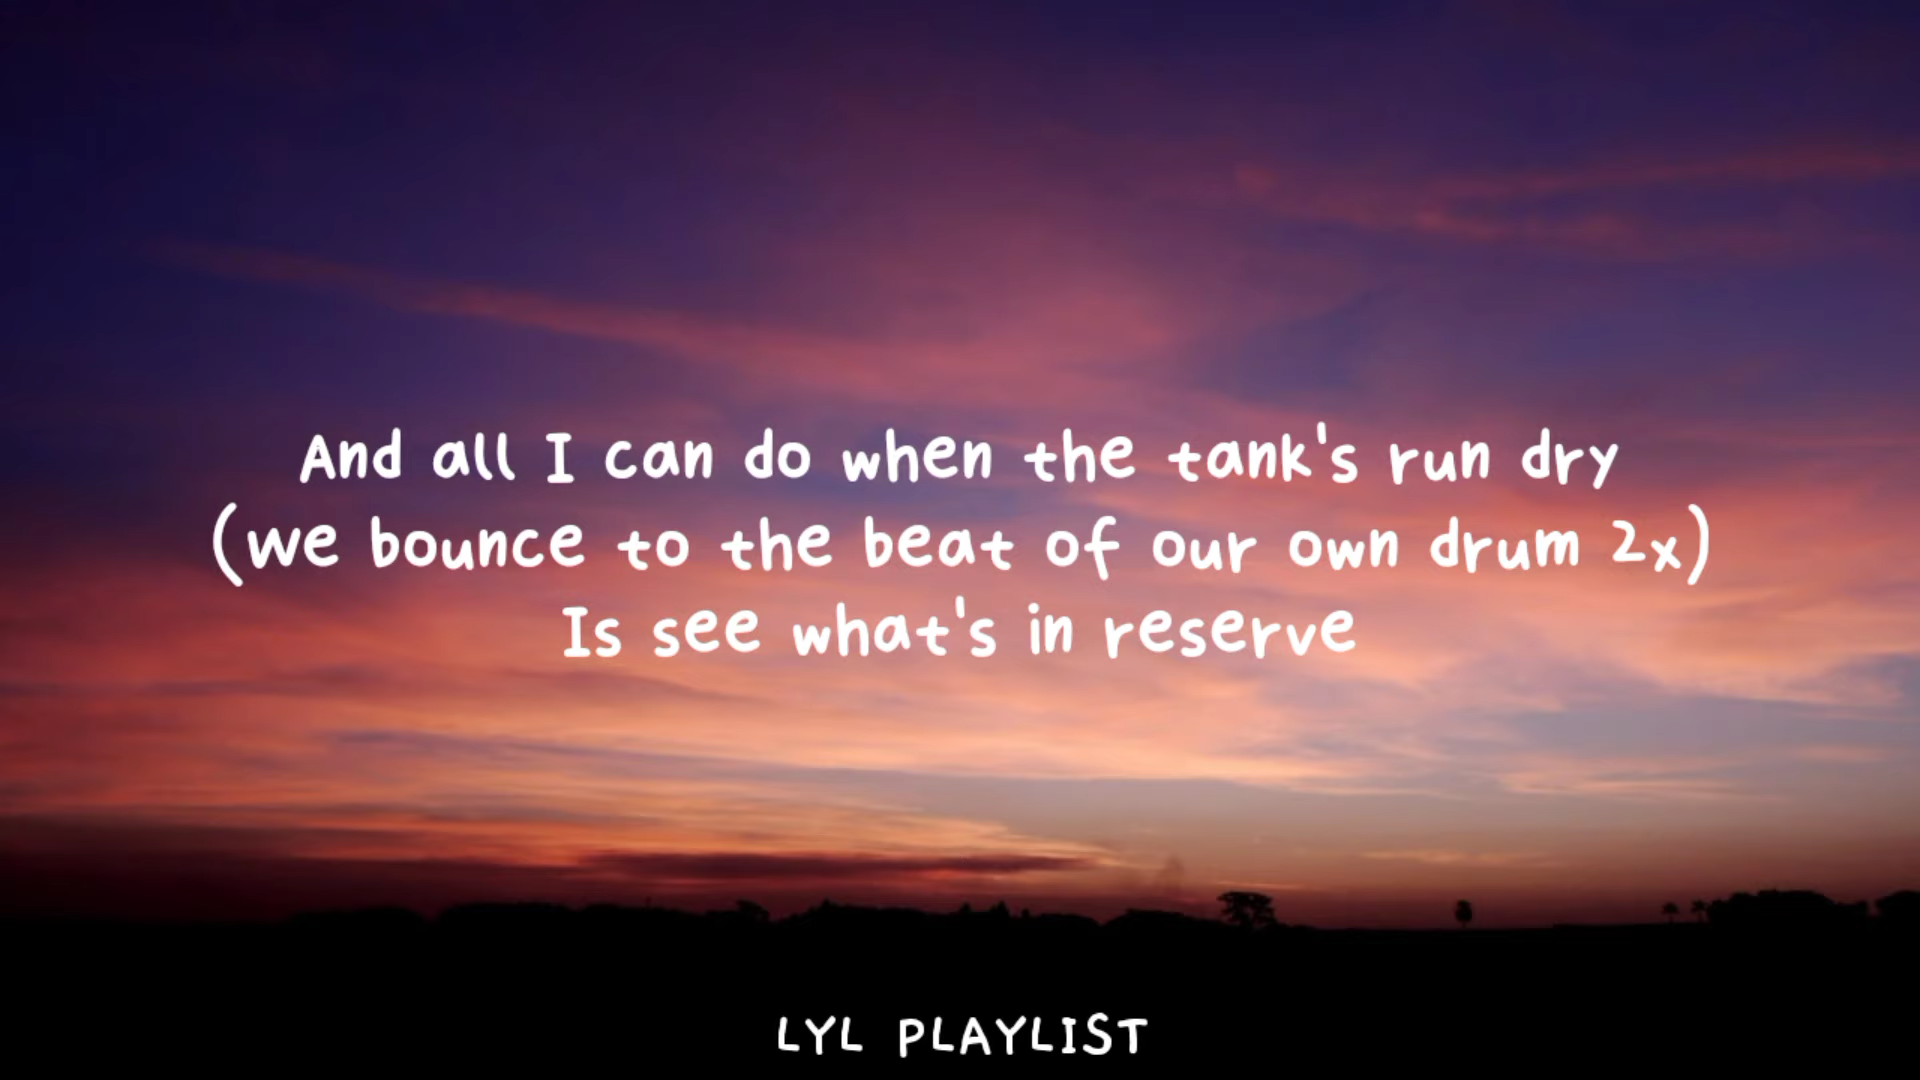 And all I can do when the tank's run dry
(we bounce to the beat of our own drum 2x)
Is see what's in reserve
LYL PLAYLIST